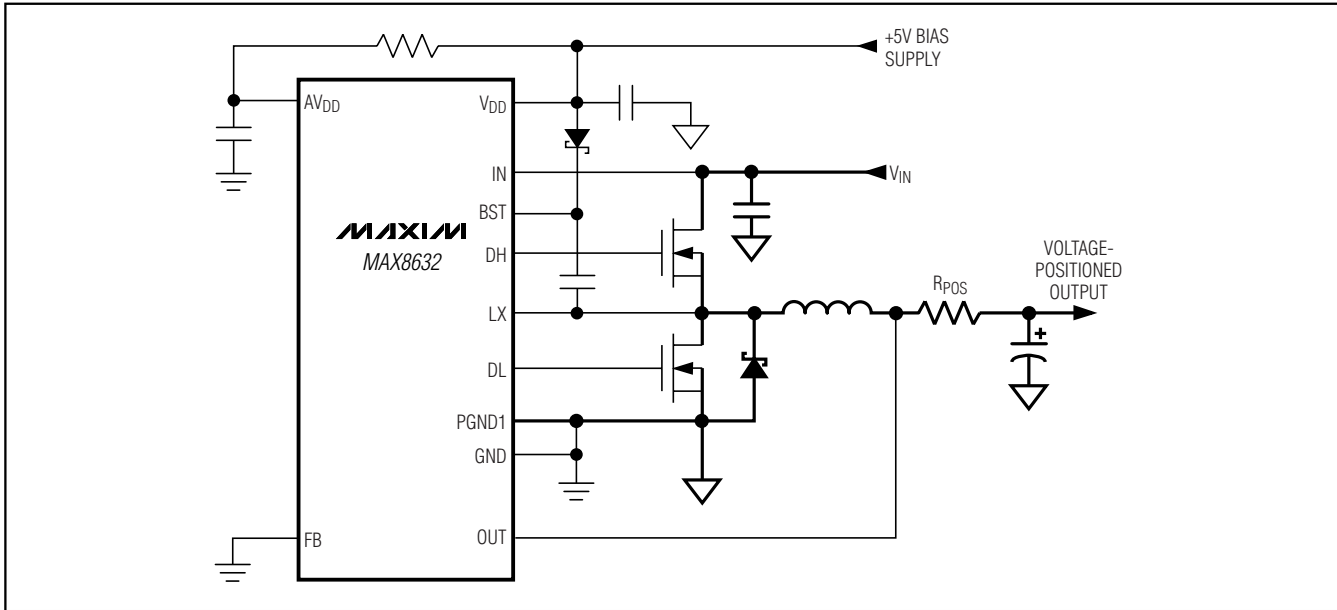 +5V BIAS
SUPPLY
AVDD
VDD
IN
VIN
BST
MAXIM
MAX8632
DH
VOLTAGE-
POSITIONED
OUTPUT
RPOS
LX
+
DL
PGND1
GND
FB
OUT